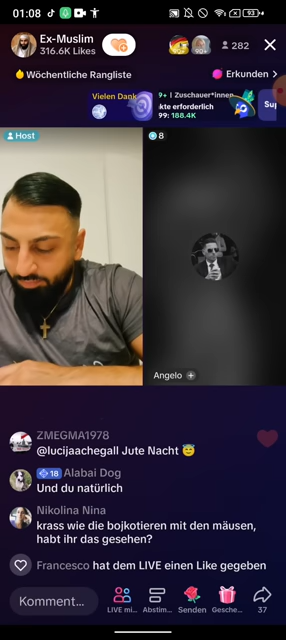 01:08
93
Ex-Muslim
316.6K Likes
282
Wöchentliche Rangliste
Erkunden
Vielen Dank
9+ | Zuschauer*innen
kte erforderlich
99: 188.4K
Sup
Host
8
Angelo
ZMEGMA1978
@lucijaachegall Jute Nacht 😇
18 Alabai Dog
Und du natürlich
Nikolina Nina
krass wie die bojkotieren mit den mäusen,
habt ihr das gesehen?
Francesco hat dem LIVE einen Like gegeben
Komment...
LIVE mi...
Abstim...
Senden
Gesche...
37